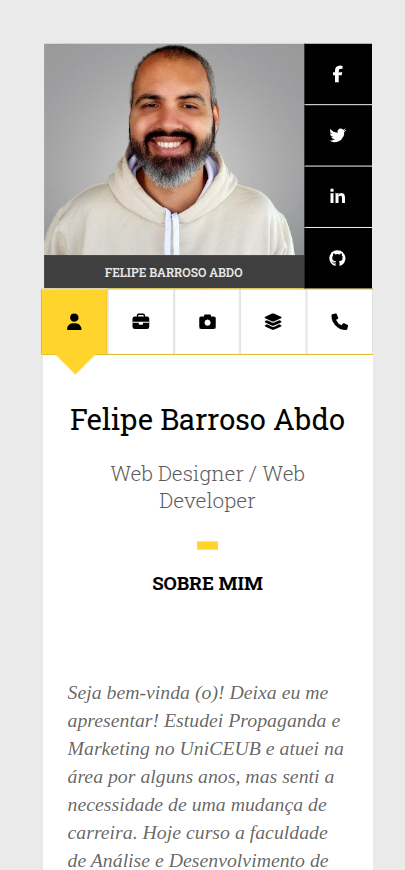 FELIPE BARROSO ABDO
Felipe Barroso Abdo
Web Designer / Web
Developer
SOBRE MIM
Seja bem-vinda (o)! Deixa eu me
apresentar! Estudei Propaganda e
Marketing no UniCEUB e atuei na
área por alguns anos, mas senti a
necessidade de uma mudança de
carreira. Hoje curso a faculdade
de Análise e Desenvolvimento de